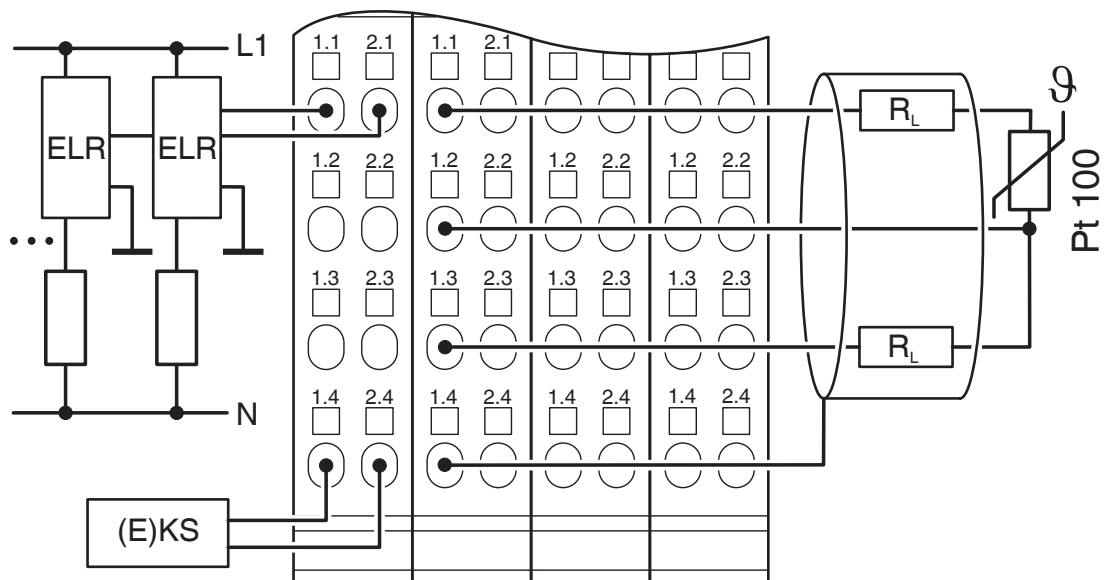 L1
1.1 2.1 1.1 2.1
R_L
ϑ
ELR ELR
1.2 2.2 1.2 2.2 1.2 2.2 1.2 2.2
Pt 100
1.3 2.3 1.3 2.3 1.3 2.3 1.3 2.3
R_L
1.4 2.4 1.4 2.4 1.4 2.4 1.4 2.4
N
(E)KS